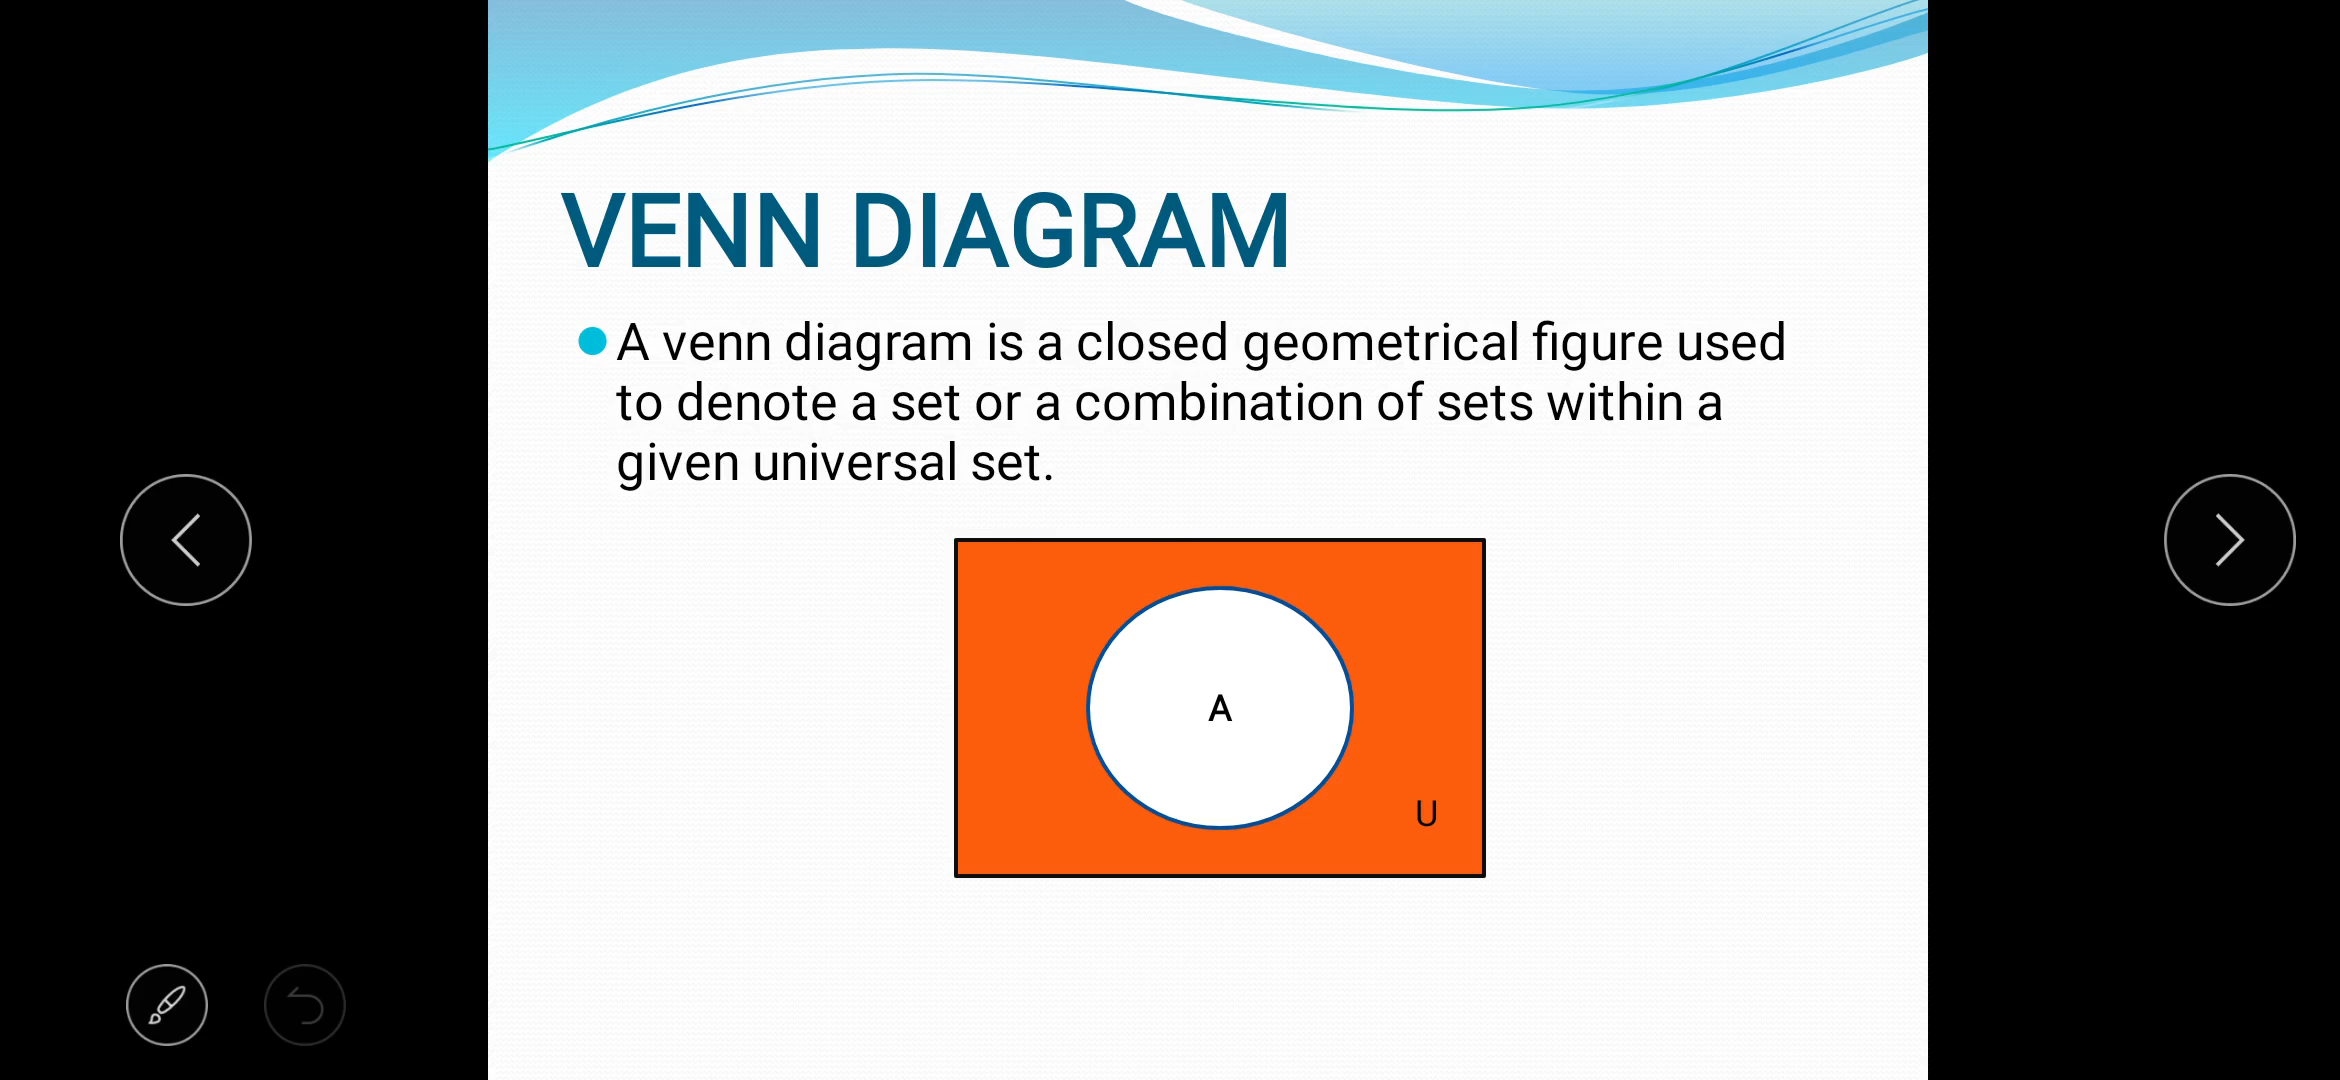 VENN DIAGRAM
A venn diagram is a closed geometrical figure used
to denote a set or a combination of sets within a
given universal set.
A
U